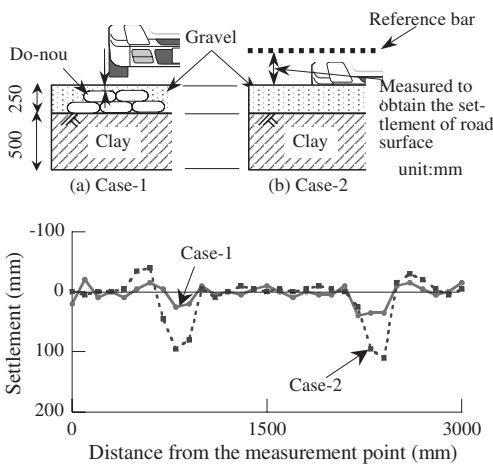 Reference bar
Gravel
Do-nou
250
500
Clay
Clay
Measured to
obtain the set-
tlement of road
surface
unit:mm
(a) Case-1
(b) Case-2
-100
0
100
200
Settlement (mm)
Case-1
Case-2
0
1500
3000
Distance from the measurement point (mm)